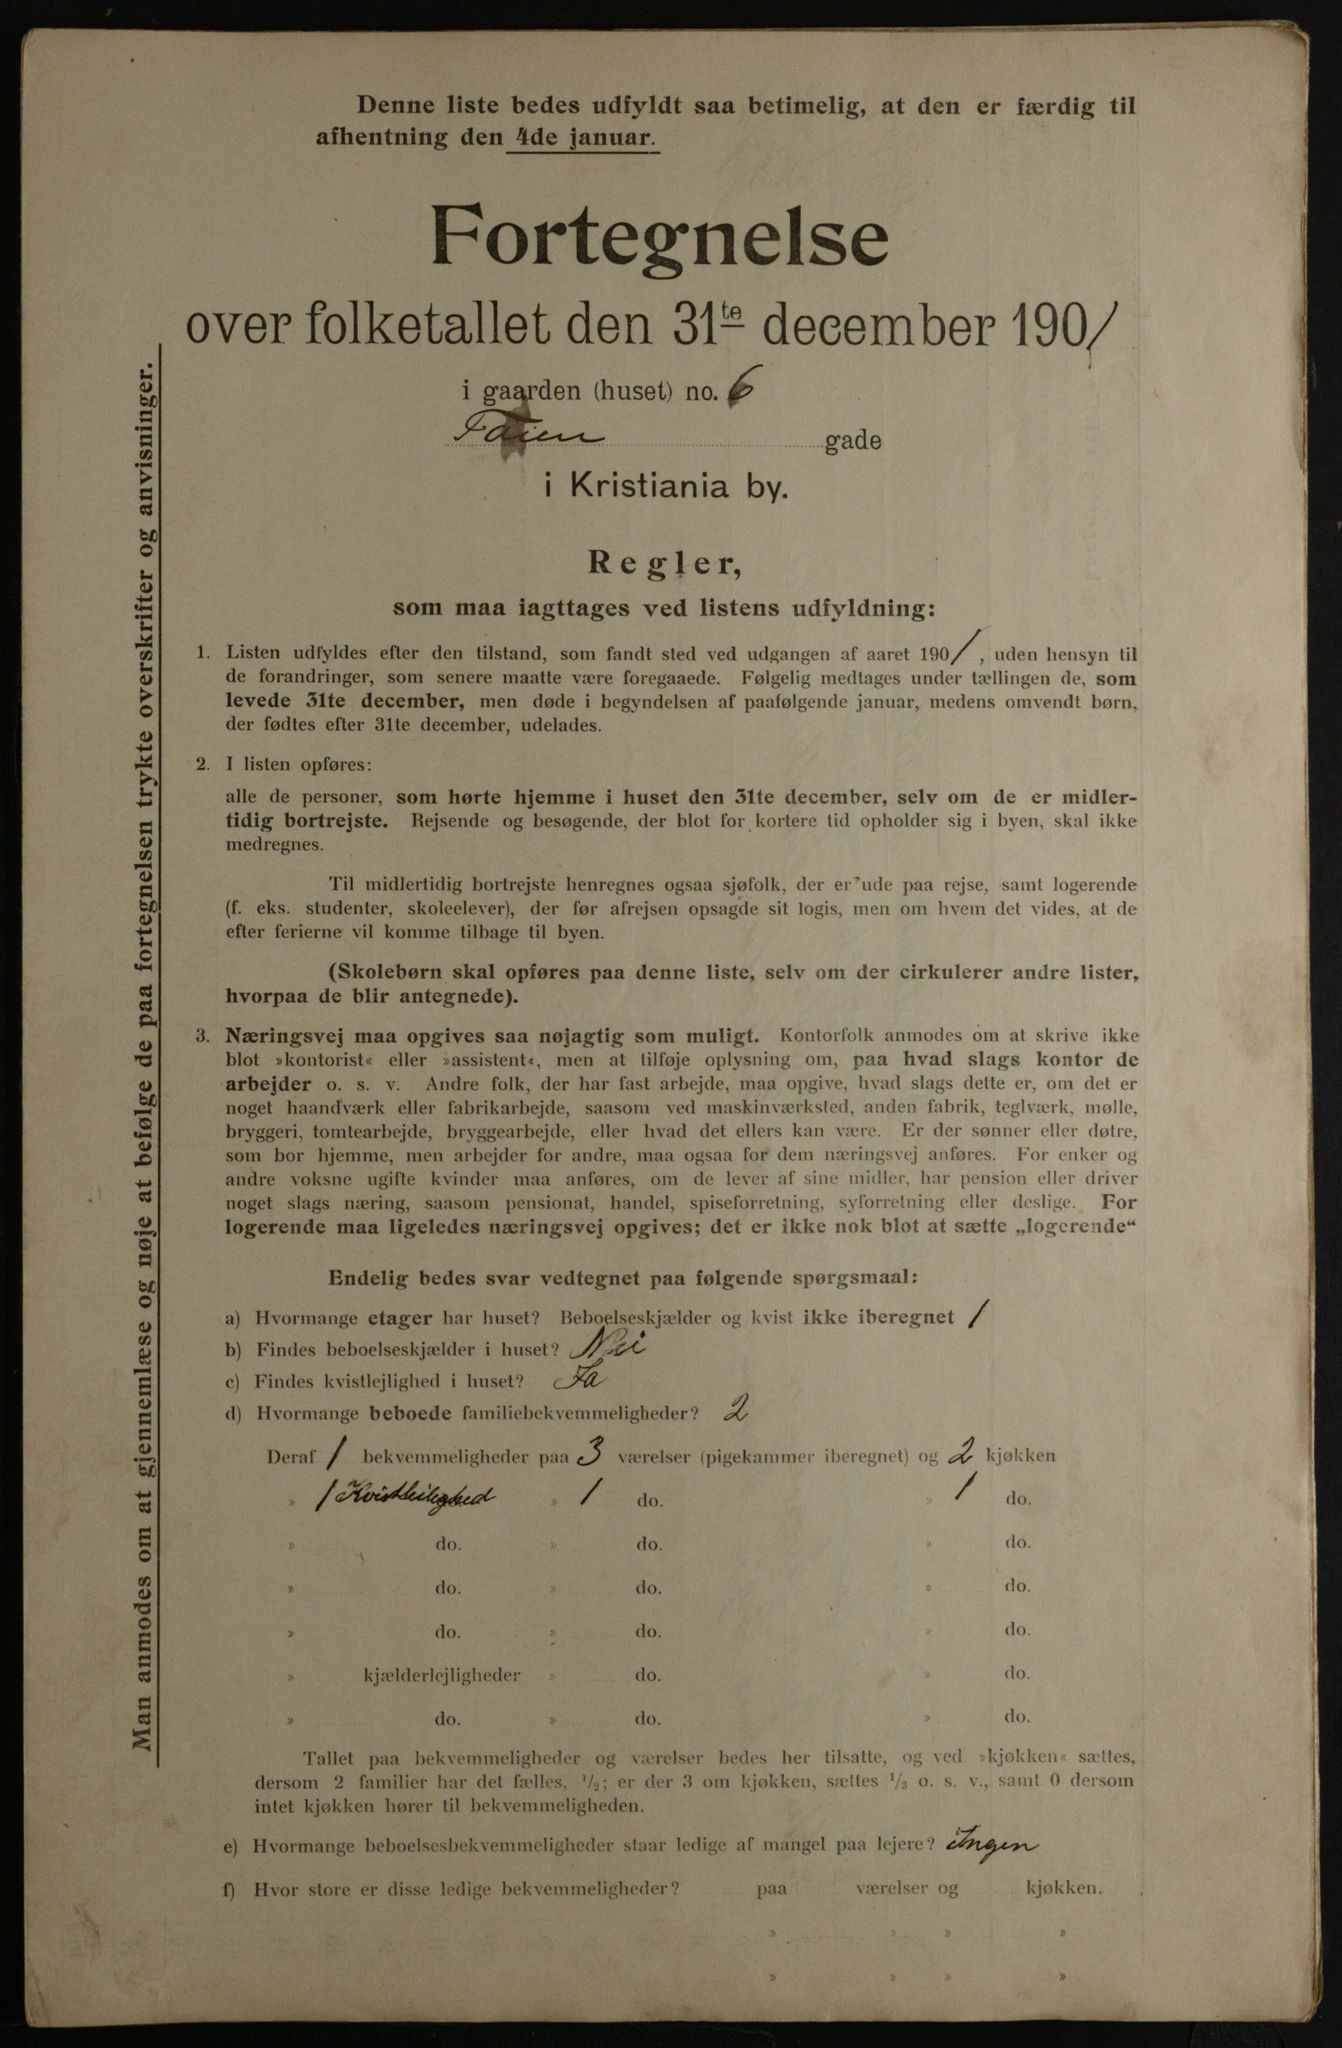 Denne liste bedes udfyldt saa betimelig, at den er færdig til
afhentning den 4de januar.
Fortegnelse
over folketallet den 31te december 1901
i gaarden (huset) no. 6
Faien gade
i Kristiania by.
Regler,
som maa iagttages ved listens udfyldning:
1. Listen udfyldes efter den tilstand, som fandt sted ved udgangen af aaret 1901, uden hensyn til
de forandringer, som senere maatte være foregaaede. Følgelig medtages under tællingen de, som
levede 31te december, men døde i begyndelsen af paafølgende januar, medens omvendt børn,
der fødtes efter 31te december, udelades.
2. I listen opføres:
alle de personer, som hørte hjemme i huset den 31te december, selv om de er midler-
tidig bortrejste. Rejsende og besøgende, der blot for kortere tid opholder sig i byen, skal ikke
medregnes.
Til midlertidig bortrejste henregnes ogsaa sjøfolk, der er ude paa rejse, samt logerende
(f. eks. studenter, skoleelever), der før afrejsen opsagde sit logis, men om hvem det vides, at de
efter ferierne vil komme tilbage til byen.
(Skolebørn skal opføres paa denne liste, selv om der cirkulerer andre lister,
hvorpaa de blir antegnede).
3. Næringsvej maa opgives saa nøjagtig som muligt. Kontorfolk anmodes om at skrive ikke
blot »kontorist« eller »assistent«, men at tilføje oplysning om, paa hvad slags kontor de
arbejder o. s. v. Andre folk, der har fast arbejde, maa opgive, hvad slags dette er, om det er
noget haandværk eller fabrikarbejde, saasom ved maskinværksted, anden fabrik, teglværk, mølle,
bryggeri, tomtearbejde, bryggearbejde, eller hvad det ellers kan være. Er der sønner eller døtre,
som bor hjemme, men arbejder for andre, maa ogsaa for dem næringsvej anføres. For enker og
andre voksne ugifte kvinder maa anføres, om de lever af sine midler, har pension eller driver
noget slags næring, saasom pensionat, handel, spiseforretning, syforretning eller deslige. For
logerende maa ligeledes næringsvej opgives; det er ikke nok blot at sætte „logerende“
Endelig bedes svar vedtegnet paa følgende spørgsmaal:
a) Hvormange etager har huset? Beboelseskjælder og kvist ikke iberegnet 1
b) Findes beboelseskjælder i huset? Nei
c) Findes kvistlejlighed i huset? Ja
d) Hvormange beboede familiebekvemmeligheder? 2
Deraf 1 bekvemmeligheder paa 3 værelser (pigekammer iberegnet) og 2 kjøkken
» 1 Kvistleilighed » 1 do. » 1 do.
» do. » do. » do.
» do. » do. » do.
» do. » do. » do.
» kjælderlejligheder » do. » do.
» do. » do. » do.
Tallet paa bekvemmeligheder og værelser bedes her tilsatte, og ved »kjøkken« sættes,
dersom 2 familier har det fælles, 1/2; er der 3 om kjøkken, sættes 1/3 o. s. v., samt 0 dersom
intet kjøkken hører til bekvemmeligheden.
e) Hvormange beboelsesbekvemmeligheder staar ledige af mangel paa lejere? Ingen
f) Hvor store er disse ledige bekvemmeligheder? paa værelser og kjøkken.
» » » »
» » » »
Man anmodes om at gjennemlæse og nøje at befølge de paa fortegnelsen trykte overskrifter og anvisninger.